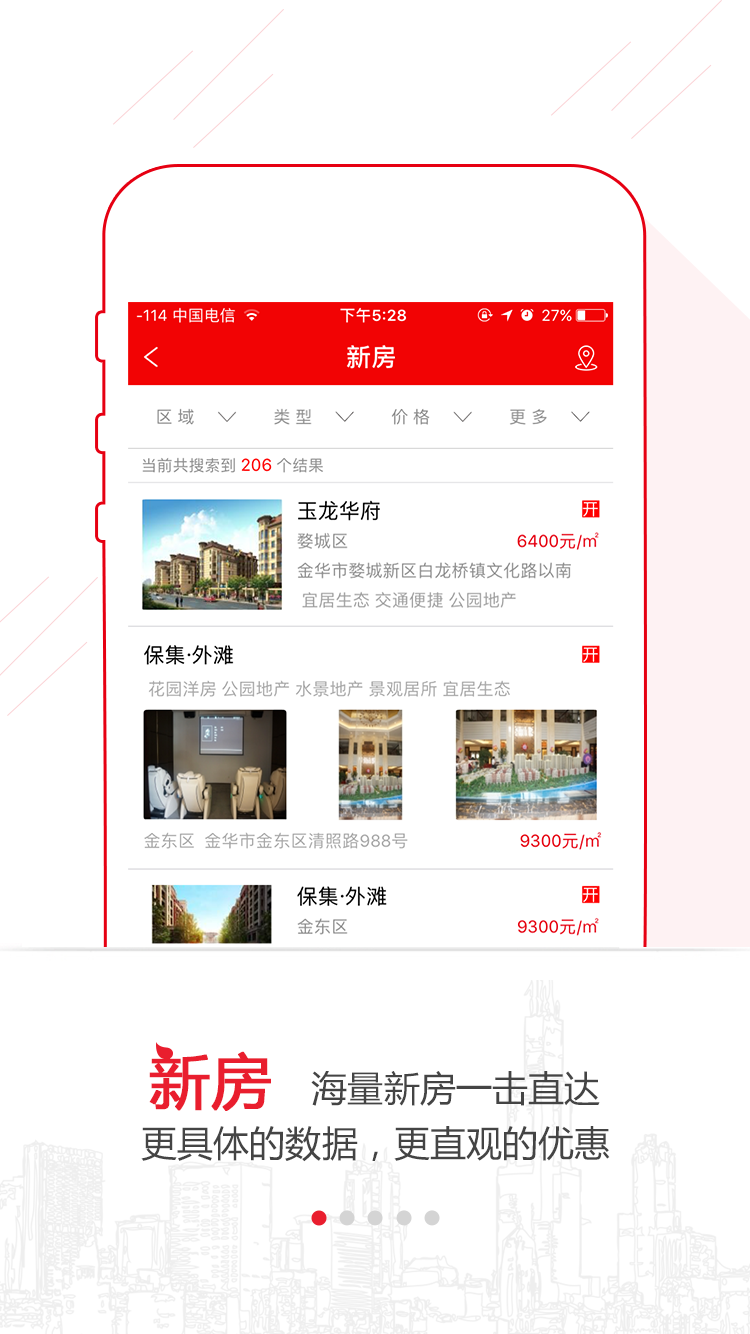 -114 中国电信 下午5:28 27%
新房
区域 类型 价格 更多
当前共搜索到 206 个结果
玉龙华府 开
婺城区 6400元/㎡
金华市婺城新区白龙桥镇文化路以南
宜居生态 交通便捷 公园地产
保集·外滩 开
花园洋房 公园地产 水景地产 景观居所 宜居生态
金东区 金华市金东区清照路988号 9300元/㎡
保集·外滩 开
金东区 9300元/㎡
新房 海量新房一击直达
更具体的数据，更直观的优惠